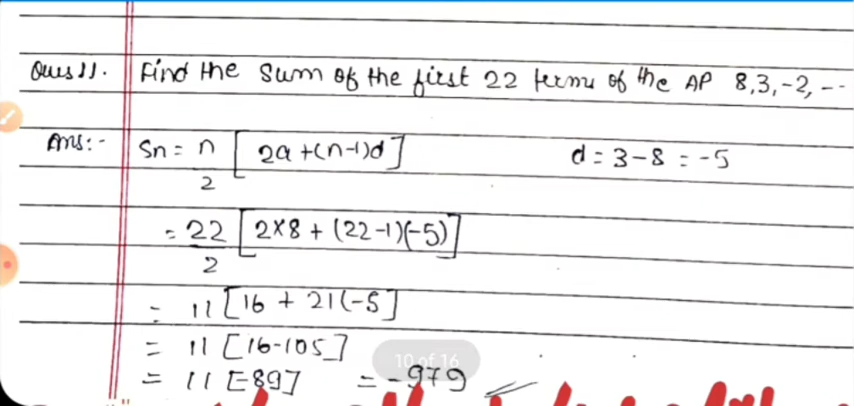 Ques 11. Find the sum of the first 22 terms of the AP 8,3,-2,---
Ans:- Sn = n/2 [2a+(n-1)d] d = 3-8 = -5
= 22/2 [2×8 + (22-1)(-5)]
= 11 [16 + 21(-5]
= 11 [16-105]
10 of 16
= 11 [-89] = -979